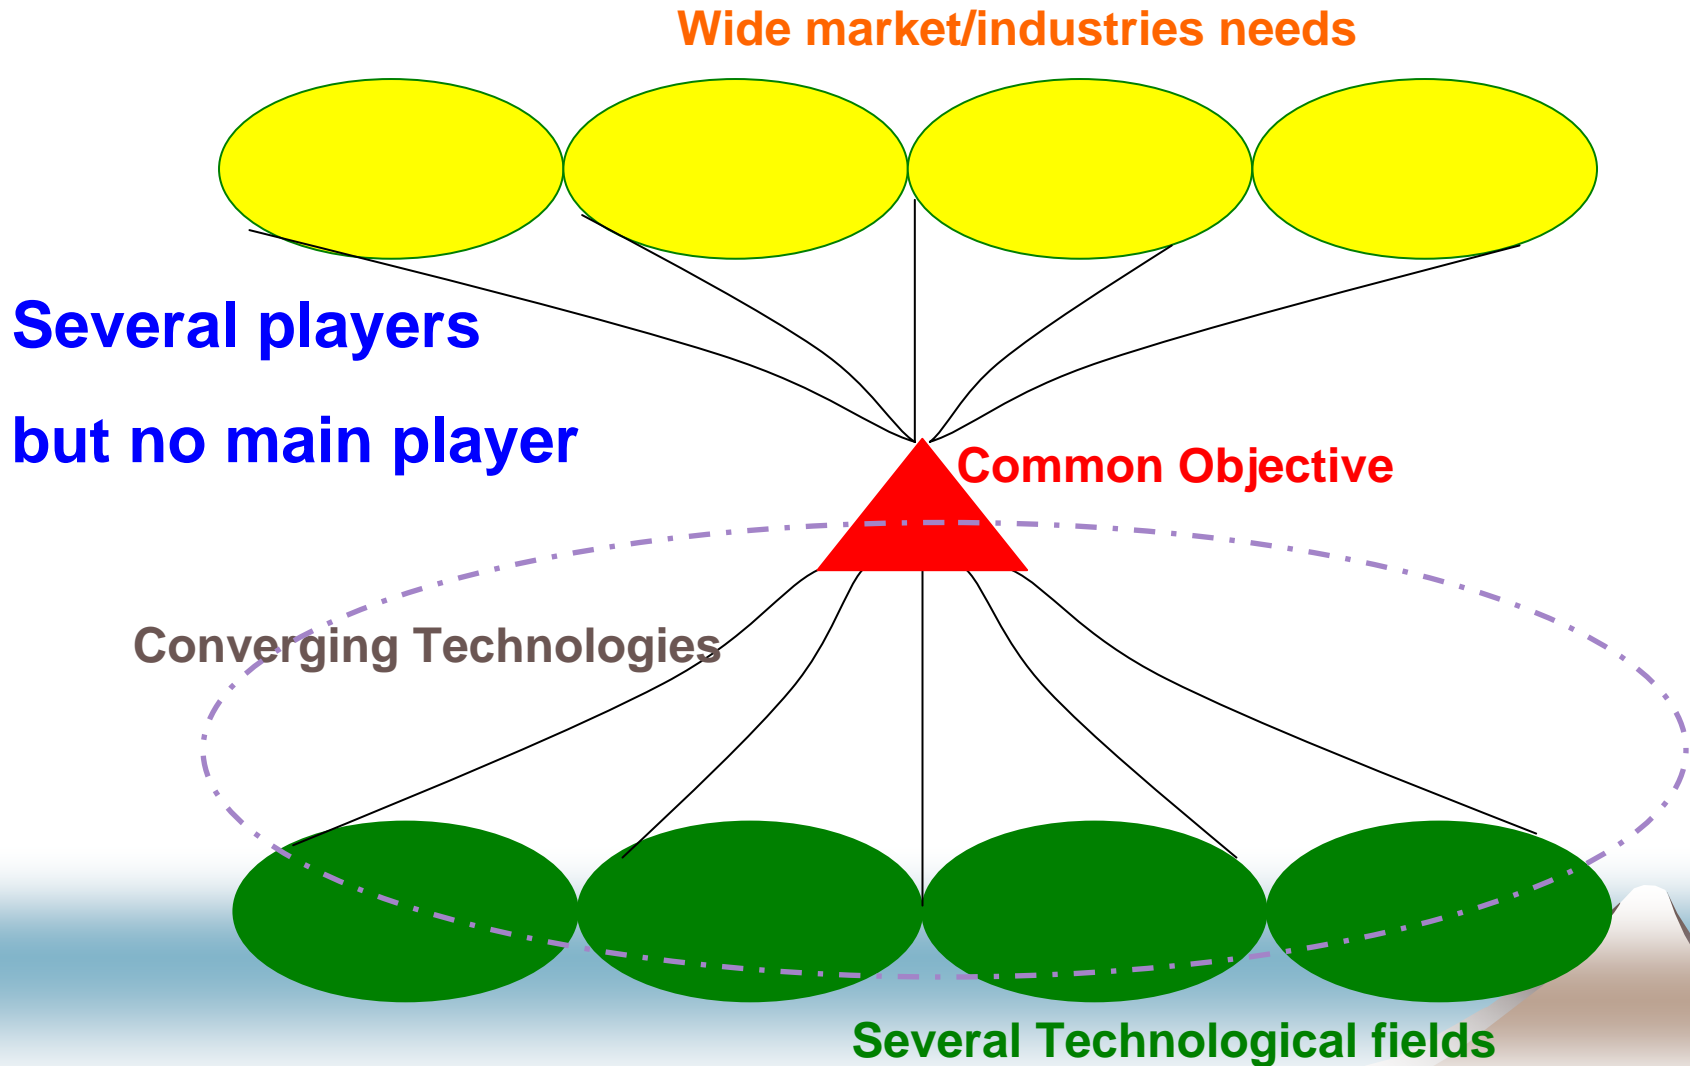 Wide market/industries needs
Several players
but no main player
Common Objective
Converging Technologies
Several Technological fields